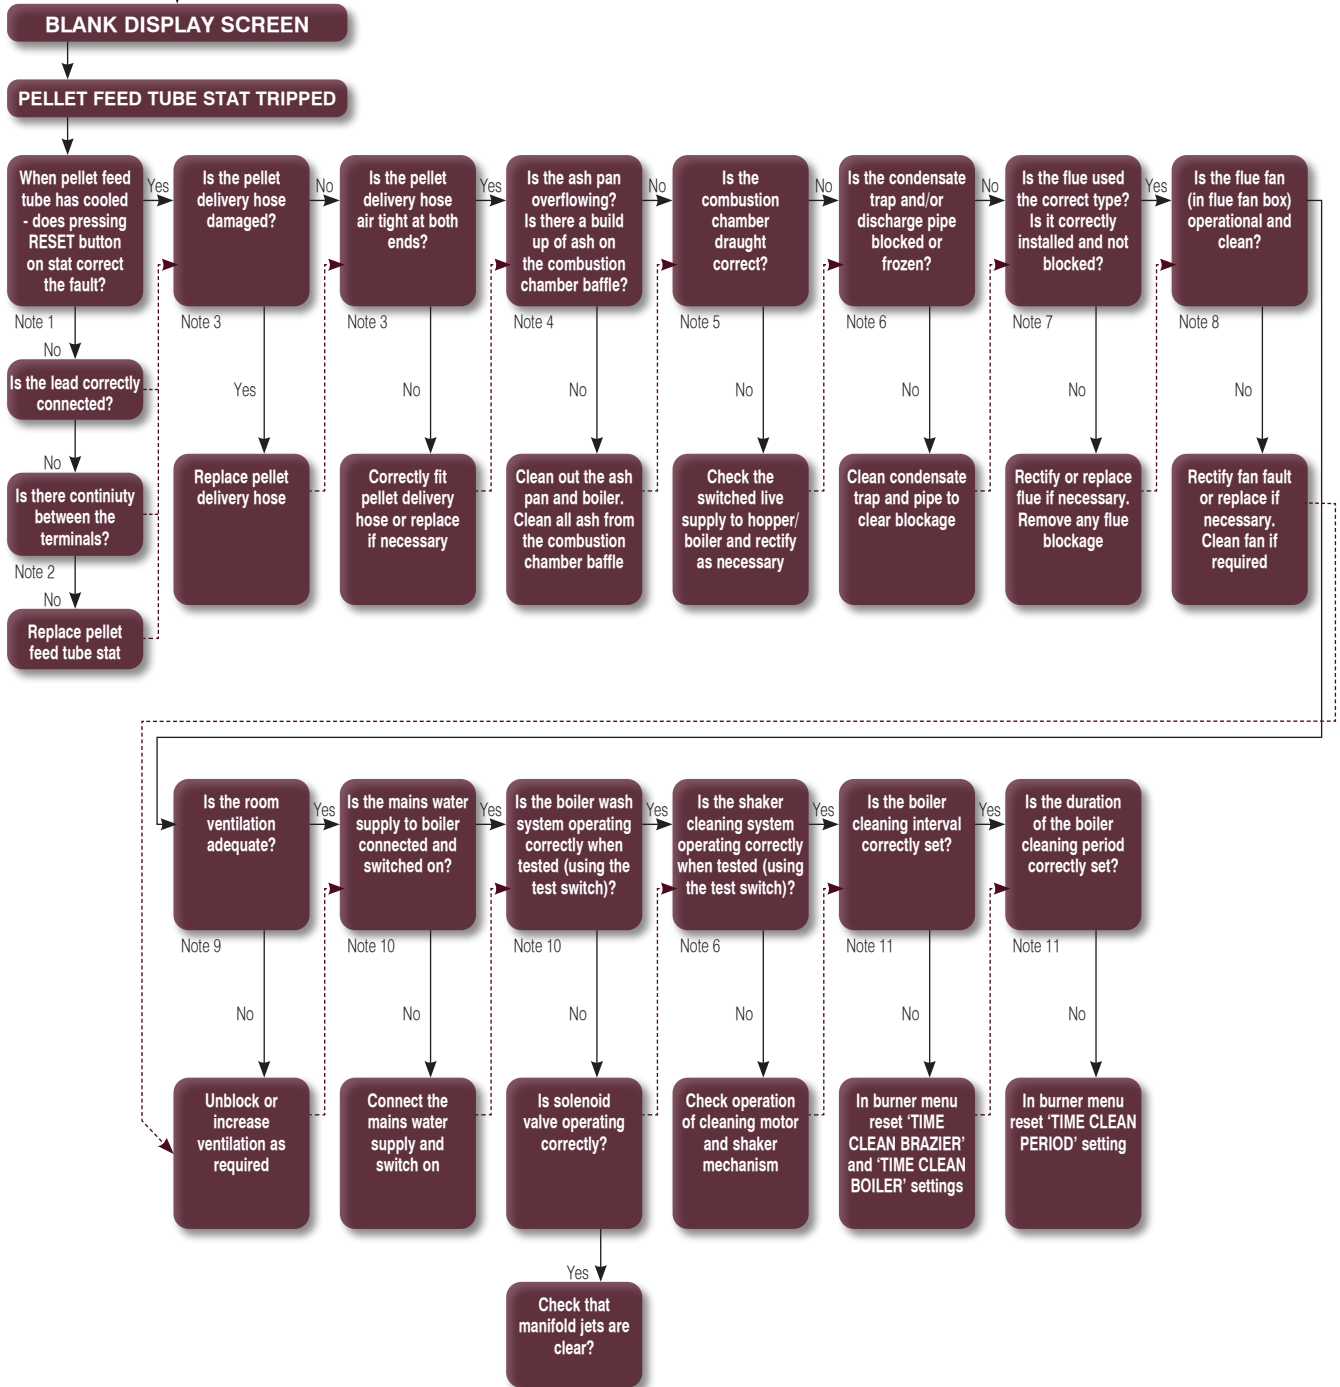 BLANK DISPLAY SCREEN
PELLET FEED TUBE STAT TRIPPED
When pellet feed
tube has cooled
- does pressing
RESET button
on stat correct
the fault?
Yes
Is the pellet
delivery hose
damaged?
No
Is the pellet
delivery hose
air tight at both
ends?
Yes
Is the ash pan
overflowing?
Is there a build
up of ash on
the combustion
chamber baffle?
No
Is the
combustion
chamber
draught
correct?
No
Is the condensate
trap and/or
discharge pipe
blocked or
frozen?
No
Is the flue used
the correct type?
Is it correctly
installed and not
blocked?
Yes
Is the flue fan
(in flue fan box)
operational and
clean?
Note 1
Note 3
Note 3
Note 4
Note 5
Note 6
Note 7
Note 8
No
Is the lead correctly
connected?
No
Is there continiuty
between the
terminals?
Note 2
No
Replace pellet
feed tube stat
Yes
No
No
No
No
No
No
Replace pellet
delivery hose
Correctly fit
pellet delivery
hose or replace
if necessary
Clean out the ash
pan and boiler.
Clean all ash from
the combustion
chamber baffle
Check the
switched live
supply to hopper/
boiler and rectify
as necessary
Clean condensate
trap and pipe to
clear blockage
Rectify or replace
flue if necessary.
Remove any flue
blockage
Rectify fan fault
or replace if
necessary.
Clean fan if
required
Is the room
ventilation
adequate?
Yes
Is the mains water
supply to boiler
connected and
switched on?
Yes
Is the boiler wash
system operating
correctly when
tested (using the
test switch)?
Yes
Is the shaker
cleaning system
operating correctly
when tested (using
the test switch)?
Yes
Is the boiler
cleaning interval
correctly set?
Yes
Is the duration
of the boiler
cleaning period
correctly set?
Note 9
Note 10
Note 10
Note 6
Note 11
Note 11
No
No
No
No
No
No
Unblock or
increase
ventilation as
required
Connect the
mains water
supply and
switch on
Is solenoid
valve operating
correctly?
Check operation
of cleaning motor
and shaker
mechanism
In burner menu
reset ‘TIME
CLEAN BRAZIER’
and ‘TIME CLEAN
BOILER’ settings
In burner menu
reset ‘TIME CLEAN
PERIOD’ setting
Yes
Check that
manifold jets are
clear?